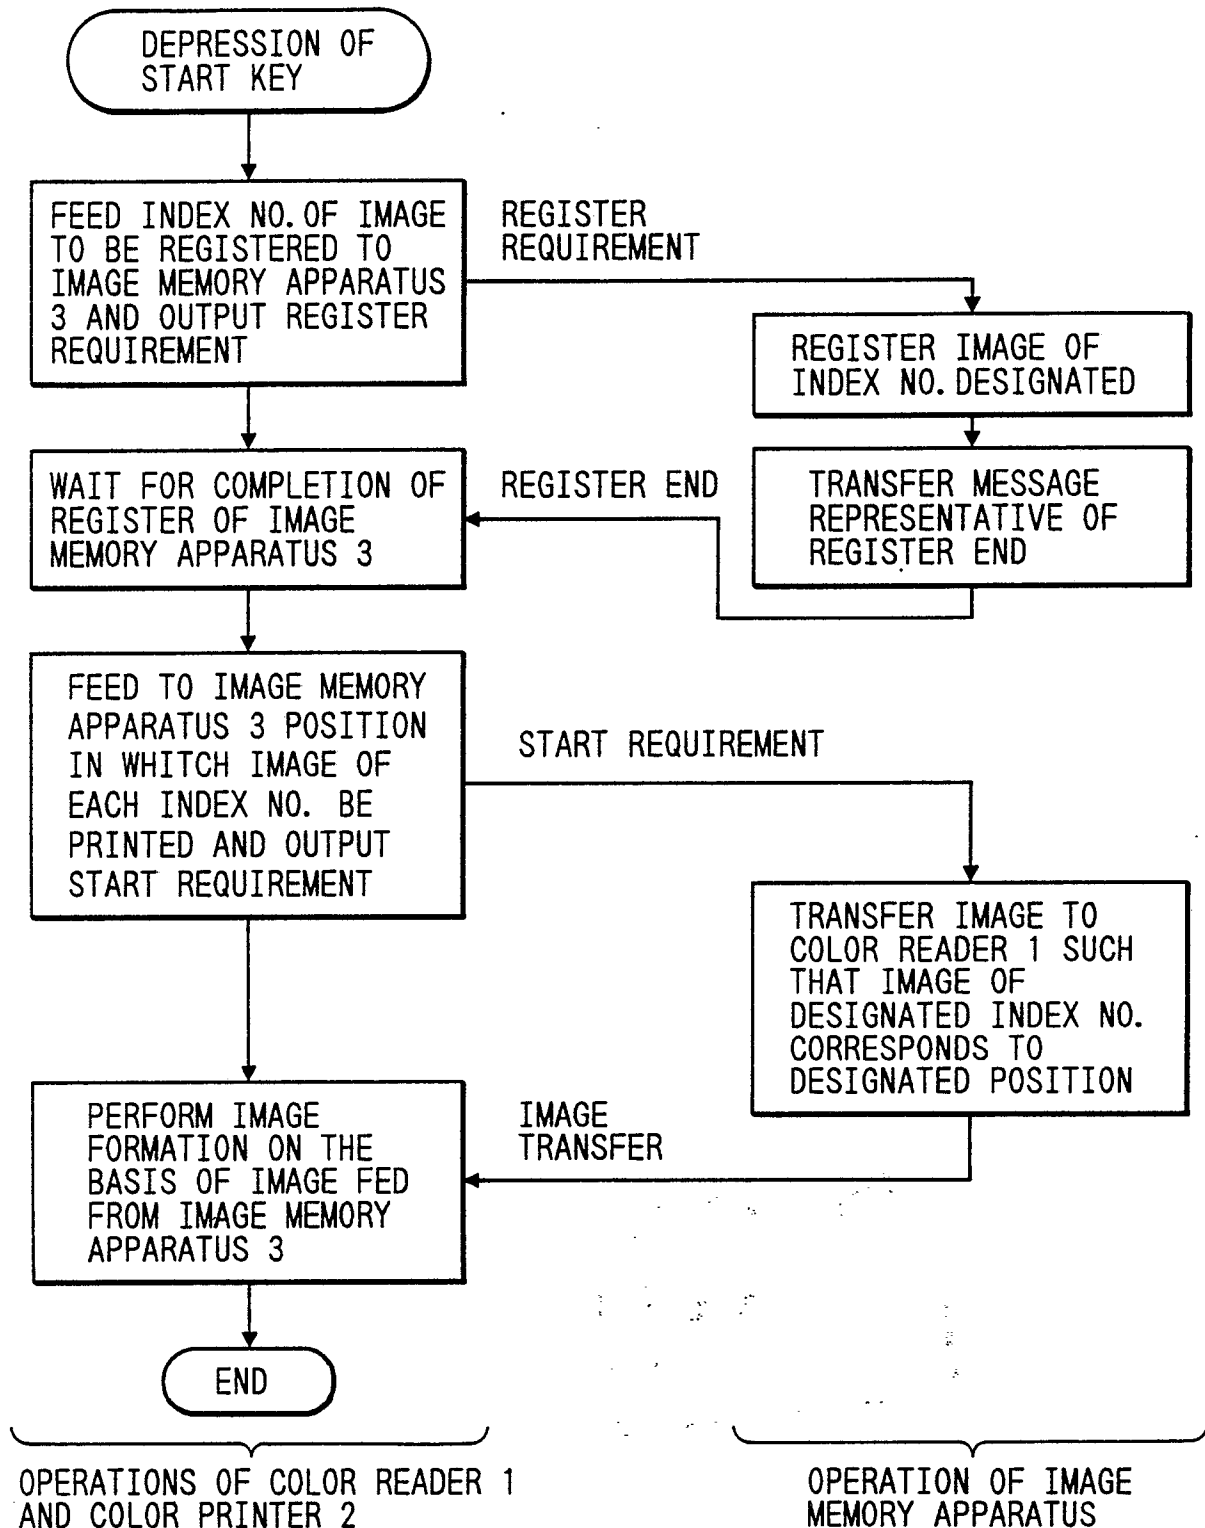 DEPRESSION OF
START KEY
FEED INDEX NO. OF IMAGE
TO BE REGISTERED TO
IMAGE MEMORY APPARATUS
3 AND OUTPUT REGISTER
REQUIREMENT
REGISTER
REQUIREMENT
REGISTER IMAGE OF
INDEX NO. DESIGNATED
WAIT FOR COMPLETION OF
REGISTER OF IMAGE
MEMORY APPARATUS 3
REGISTER END
TRANSFER MESSAGE
REPRESENTATIVE OF
REGISTER END
FEED TO IMAGE MEMORY
APPARATUS 3 POSITION
IN WHITCH IMAGE OF
EACH INDEX NO. BE
PRINTED AND OUTPUT
START REQUIREMENT
START REQUIREMENT
TRANSFER IMAGE TO
COLOR READER 1 SUCH
THAT IMAGE OF
DESIGNATED INDEX NO.
CORRESPONDS TO
DESIGNATED POSITION
PERFORM IMAGE
FORMATION ON THE
BASIS OF IMAGE FED
FROM IMAGE MEMORY
APPARATUS 3
IMAGE
TRANSFER
END
OPERATIONS OF COLOR READER 1
AND COLOR PRINTER 2
OPERATION OF IMAGE
MEMORY APPARATUS